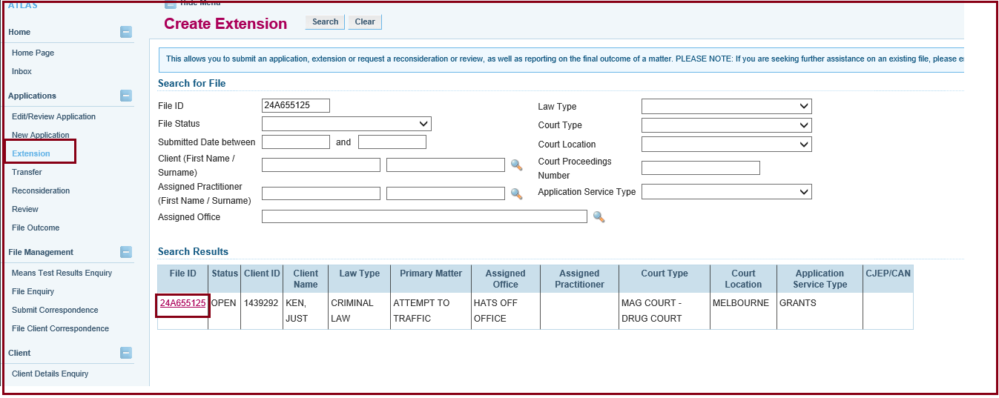 ATLAS
Hide Menu
Create Extension
Search
Clear
Home
Home Page
Inbox
Applications
Edit/Review Application
New Application
Extension
Transfer
Reconsideration
Review
File Outcome
File Management
Means Test Results Enquiry
File Enquiry
Submit Correspondence
File Client Correspondence
Client
Client Details Enquiry
This allows you to submit an application, extension or request a reconsideration or review, as well as reporting on the final outcome of a matter. PLEASE NOTE: If you are seeking further assistance on an existing file, please
Search for File
File ID
24A655125
File Status
Submitted Date between
and
Client (First Name /
Surname)
Assigned Practitioner
(First Name / Surname)
Assigned Office
Law Type
Court Type
Court Location
Court Proceedings
Number
Application Service Type
Search Results
File ID Status Client ID Client Name Law Type Primary Matter Assigned Office Assigned Practitioner Court Type Court Location Application Service Type CJEP/CAN
24A655125 OPEN 1439292 KEN, JUST CRIMINAL LAW ATTEMPT TO TRAFFIC HATS OFF OFFICE MAG COURT - DRUG COURT MELBOURNE GRANTS